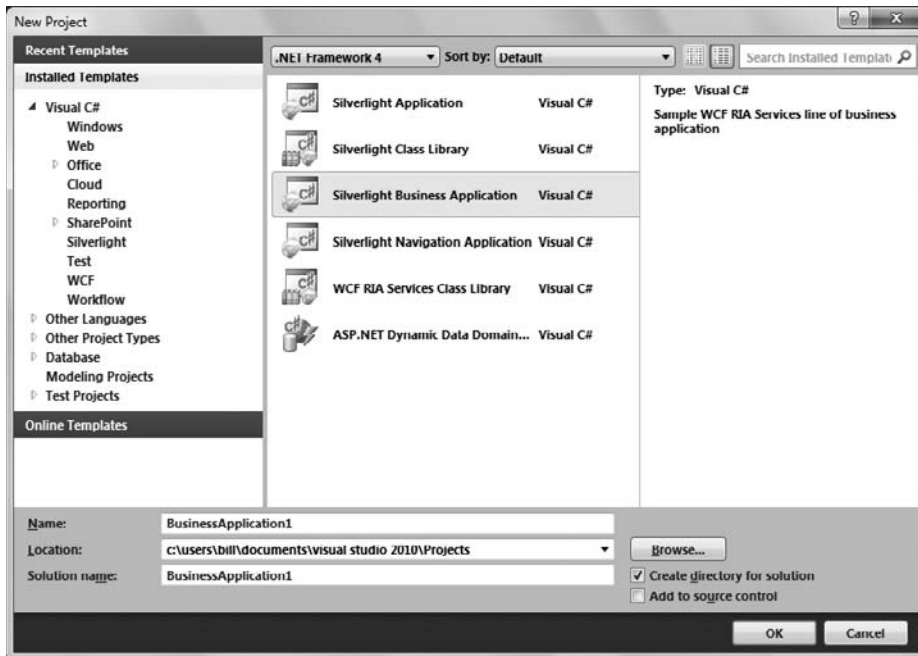 New Project
Recent Templates
Installed Templates
Visual C#
Windows
Web
Office
Cloud
Reporting
SharePoint
Silverlight
Test
WCF
Workflow
Other Languages
Other Project Types
Database
Modeling Projects
Test Projects
Online Templates
.NET Framework 4
Sort by: Default
Search Installed Templat
Silverlight Application Visual C#
Silverlight Class Library Visual C#
Silverlight Business Application Visual C#
Silverlight Navigation Application Visual C#
WCF RIA Services Class Library Visual C#
ASP.NET Dynamic Data Domain... Visual C#
Type: Visual C#
Sample WCF RIA Services line of business
application
Name: BusinessApplication1
Location: c:\users\bill\documents\visual studio 2010\Projects
Browse...
Solution name: BusinessApplication1
Create directory for solution
Add to source control
OK
Cancel